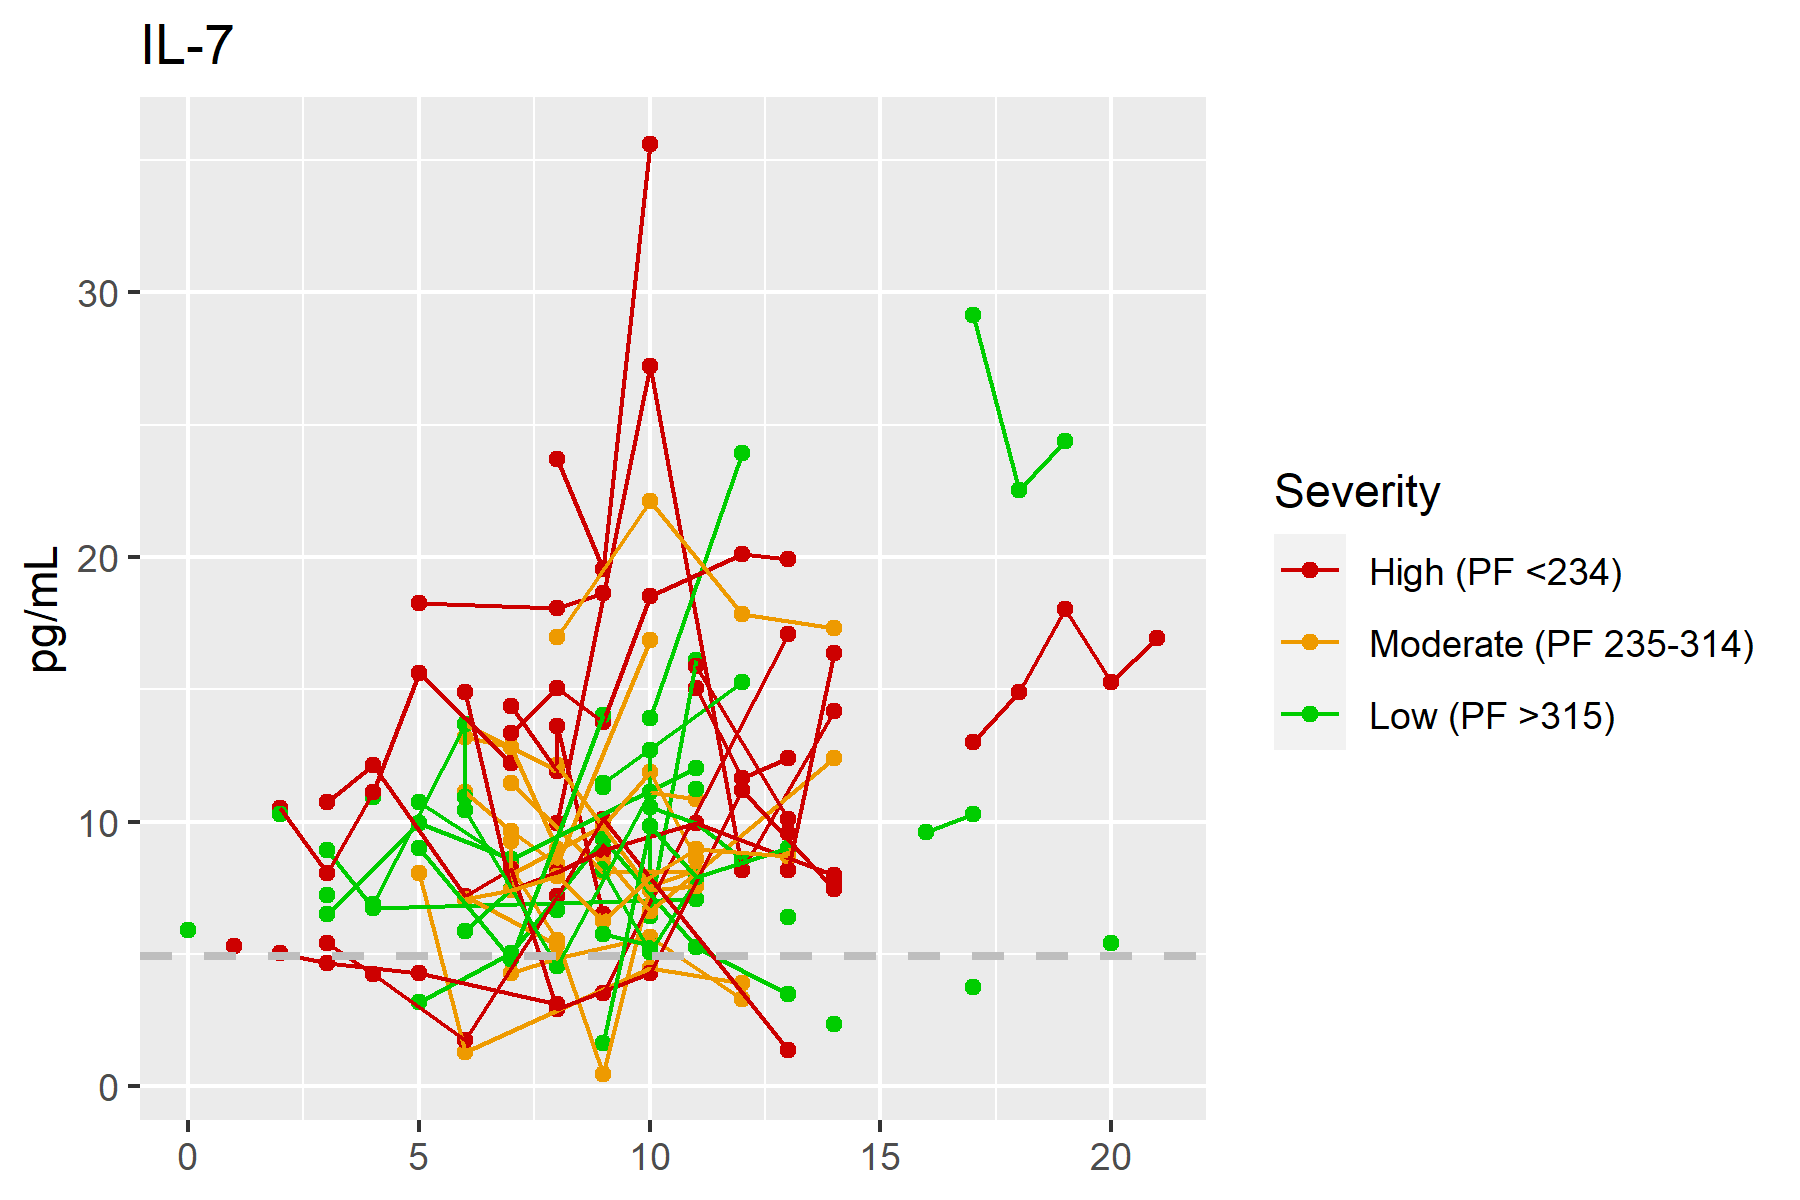 IL-7
pg/mL
30
20
10
0
0 5 10 15 20
Severity
High (PF <234)
Moderate (PF 235-314)
Low (PF >315)